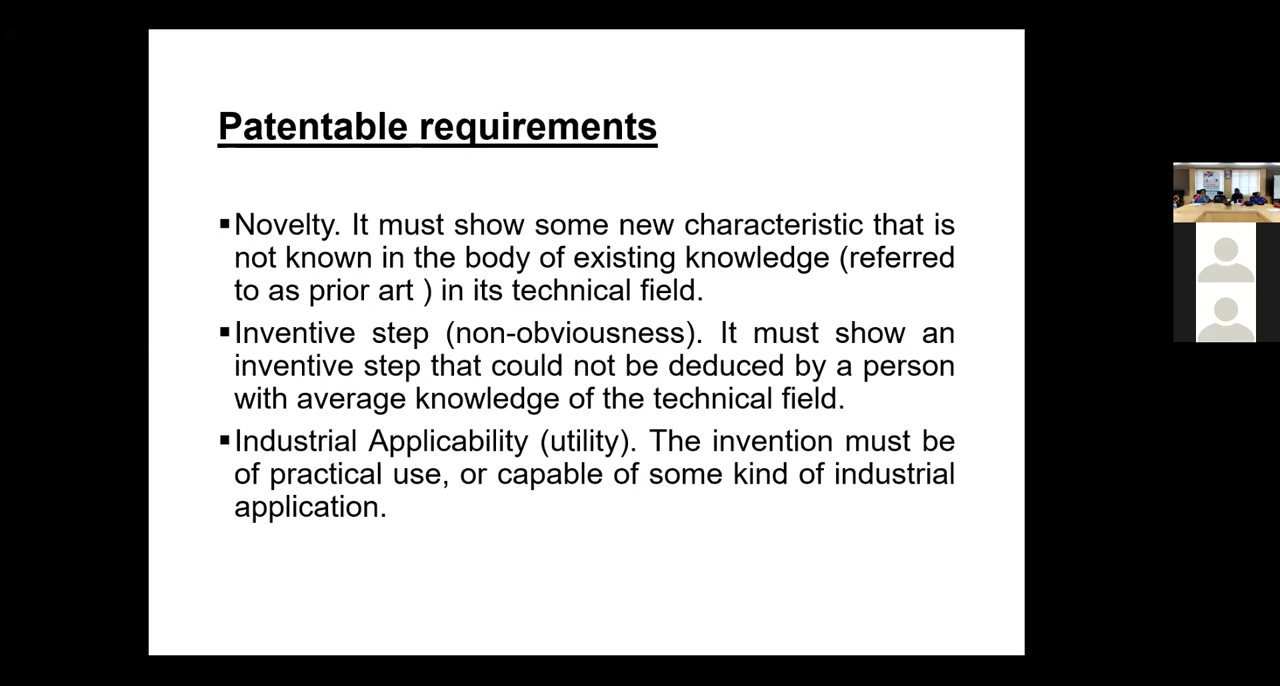 Patentable requirements
▪Novelty. It must show some new characteristic that is
not known in the body of existing knowledge (referred
to as prior art ) in its technical field.
▪Inventive step (non-obviousness). It must show an
inventive step that could not be deduced by a person
with average knowledge of the technical field.
▪Industrial Applicability (utility). The invention must be
of practical use, or capable of some kind of industrial
application.